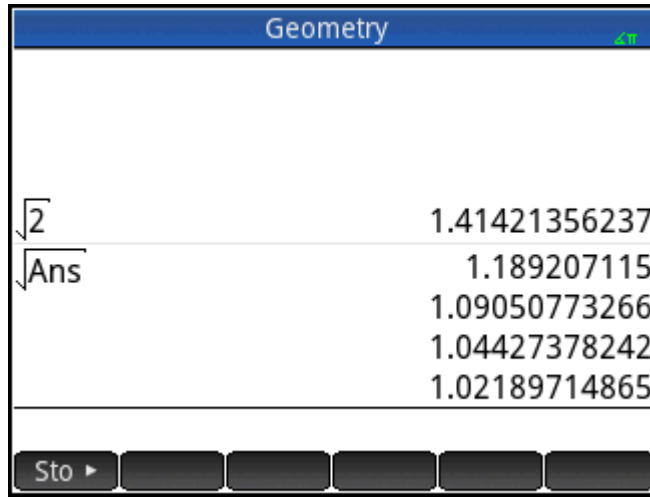 Geometry
∡π
√2 1.41421356237
√Ans 1.189207115
1.09050773266
1.04427378242
1.02189714865
Sto ►